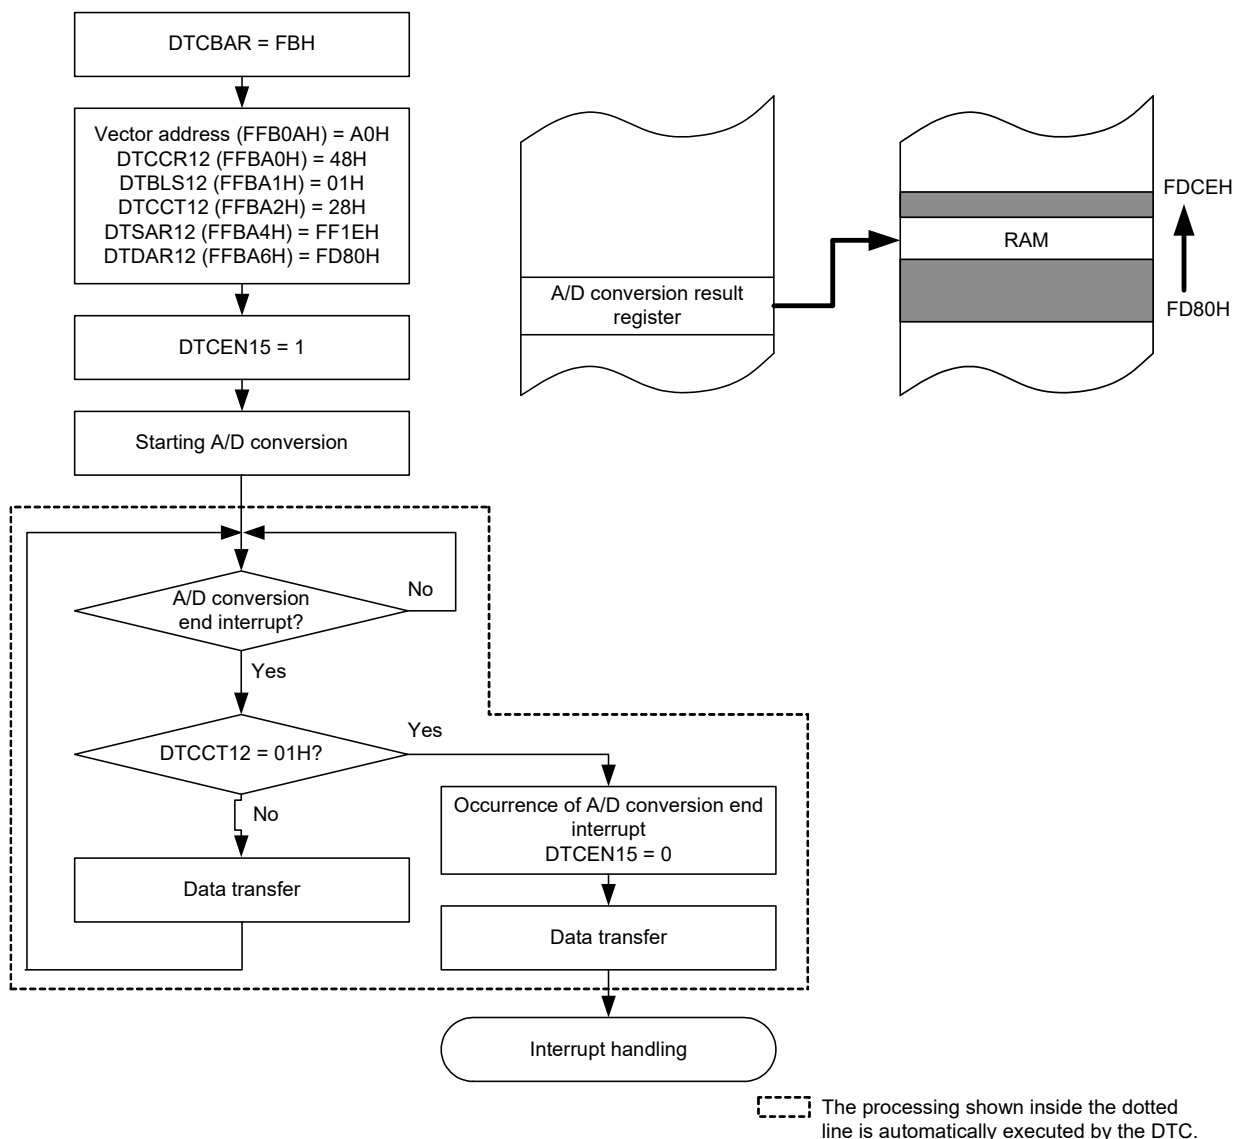 DTCBAR = FBH
Vector address (FFB0AH) = A0H
DTCCR12 (FFBA0H) = 48H
DTBLS12 (FFBA1H) = 01H
DTCCT12 (FFBA2H) = 28H
DTSAR12 (FFBA4H) = FF1EH
DTDAR12 (FFBA6H) = FD80H
DTCEN15 = 1
Starting A/D conversion
A/D conversion
end interrupt?
No
Yes
DTCCT12 = 01H?
Yes
No
Occurrence of A/D conversion end
interrupt
DTCEN15 = 0
Data transfer
Data transfer
Interrupt handling
A/D conversion result
register
RAM
FDCEH
FD80H
The processing shown inside the dotted
line is automatically executed by the DTC.